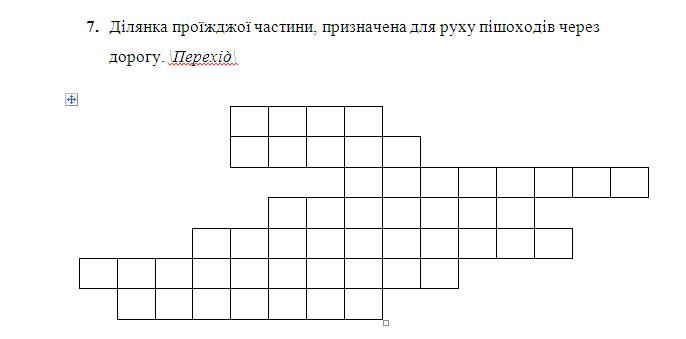 7. Ділянка проїжджої частини, призначена для руху пішоходів через
дорогу. \Перехід\